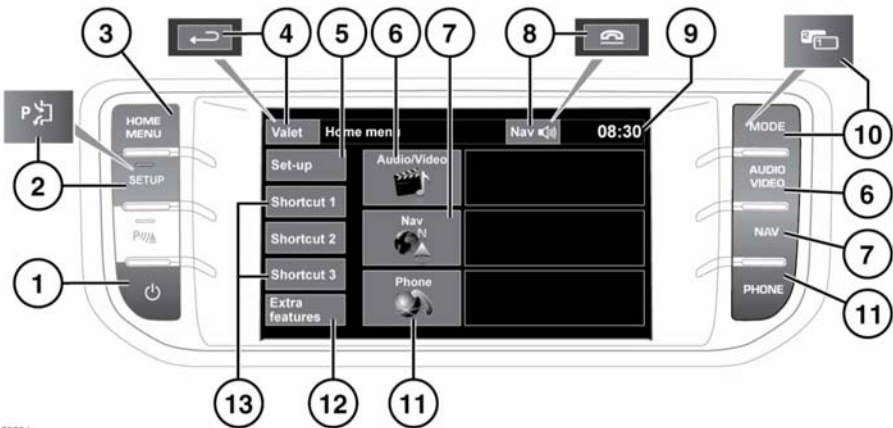 3
4
5
6
7
8
9
P
HOME
MENU
Valet
Home menu
Nav
08:30
2
1
MODE
10
2
SETUP
Set-up
Audio/Video
AUDIO
VIDEO
6
Shortcut 1
Nav
N
NAV
7
Shortcut 2
P
1
Shortcut 3
Phone
PHONE
11
Extra
features
13
12
11